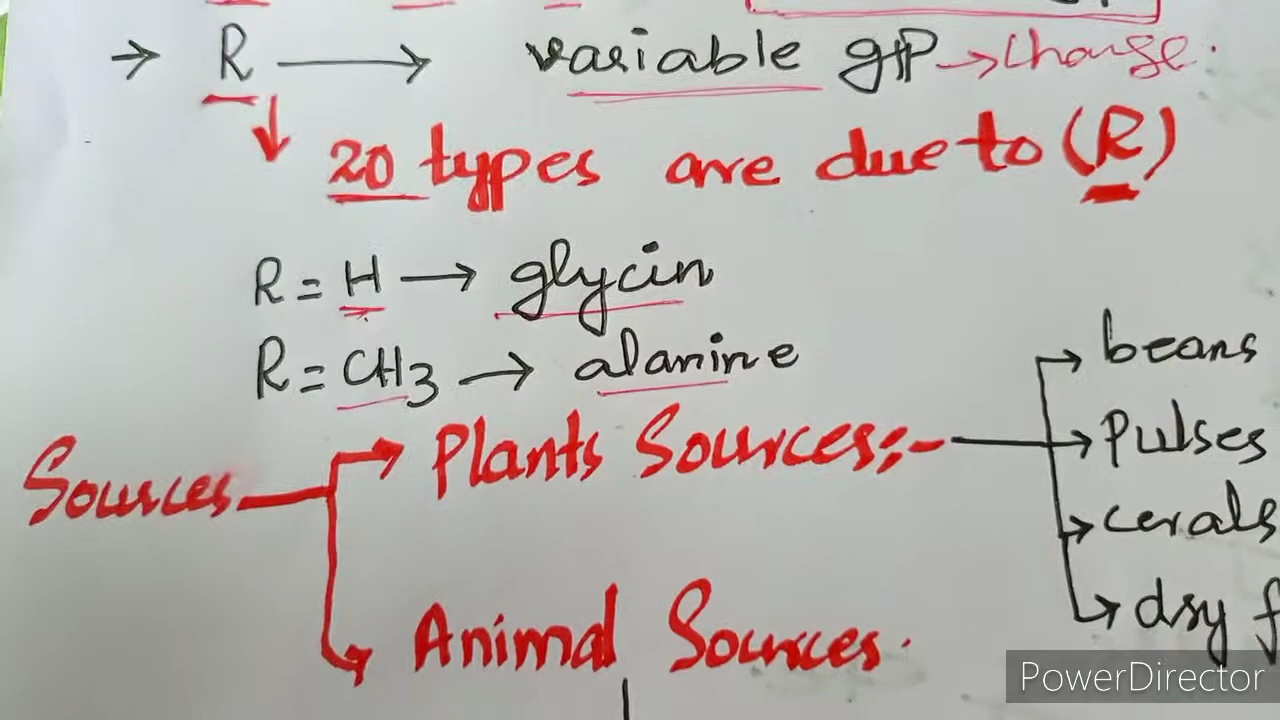 → R → variable grp → change.
20 types are due to (R)
R = H → glycin
R = CH3 → alanine
beans
Sources Plants Sources:-
Pulses
cerals
dry
Animal Sources.
PowerDirector